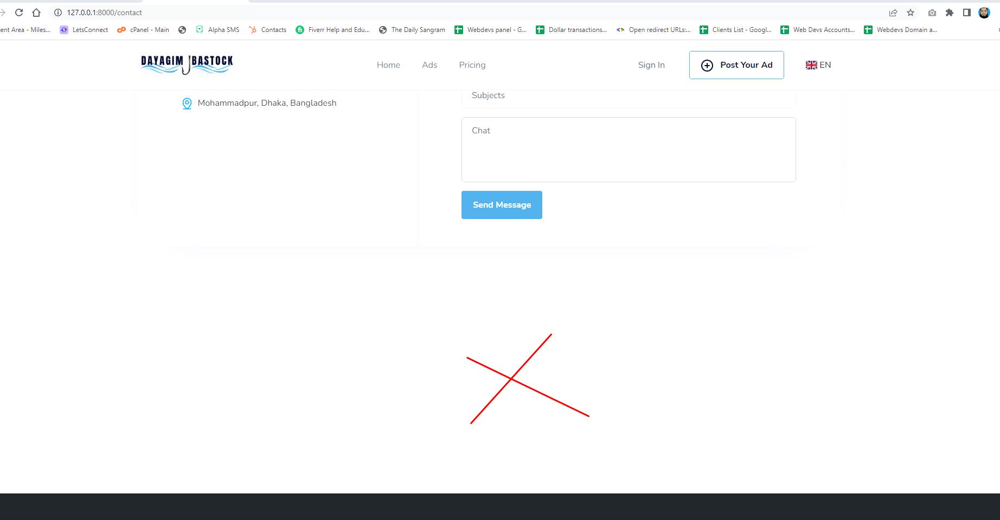 127.0.0.1:8000/contact
ent Area - Miles... LetsConnect cPanel - Main Alpha SMS Contacts Fiverr Help and Edu... The Daily Sangram Webdevs panel - G... Dollar transactions... Open redirect URLs:... Clients List - Googl... Web Devs Accounts... Webdevs Domain a...
DAYAGIM BASTOCK Home Ads Pricing Sign In Post Your Ad EN
Subjects
Mohammadpur, Dhaka, Bangladesh
Chat
Send Message